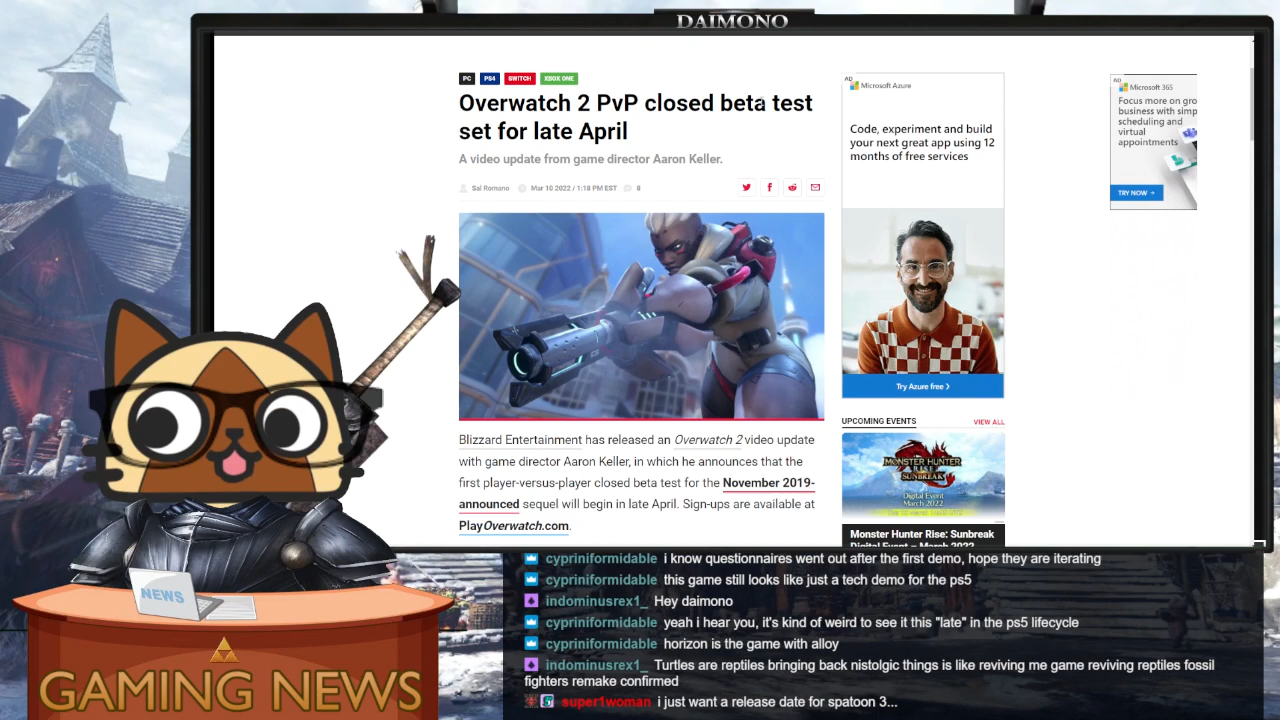 DAIMONO
PC PS4 SWITCH XBOX ONE
Overwatch 2 PvP closed beta test
set for late April
A video update from game director Aaron Keller.
Sal Romano Mar 10 2022 / 1:18 PM EST 8
Blizzard Entertainment has released an Overwatch 2 video update
with game director Aaron Keller, in which he announces that the
first player-versus-player closed beta test for the November 2019-
announced sequel will begin in late April. Sign-ups are available at
PlayOverwatch.com.
AD
Microsoft Azure
Code, experiment and build
your next great app using 12
months of free services
Try Azure free >
UPCOMING EVENTS VIEW ALL
MONSTER HUNTER
RISE
SUNBREAK
Digital Event
March 2022
Monster Hunter Rise: Sunbreak
Digital Event – March 2022
AD
Microsoft 365
Focus more on gro
business with simp
scheduling and
virtual
appointments
TRY NOW →
NEWS
GAMING NEWS
cypriniformidable i know questionnaires went out after the first demo, hope they are iterating
cypriniformidable this game still looks like just a tech demo for the ps5
indominusrex1_ Hey daimono
cypriniformidable yeah i hear you, it's kind of weird to see it this "late" in the ps5 lifecycle
cypriniformidable horizon is the game with alloy
indominusrex1_ Turtles are reptiles bringing back nistolgic things is like reviving me game reviving reptiles fossil
fighters remake confirmed
super1woman i just want a release date for spatoon 3...